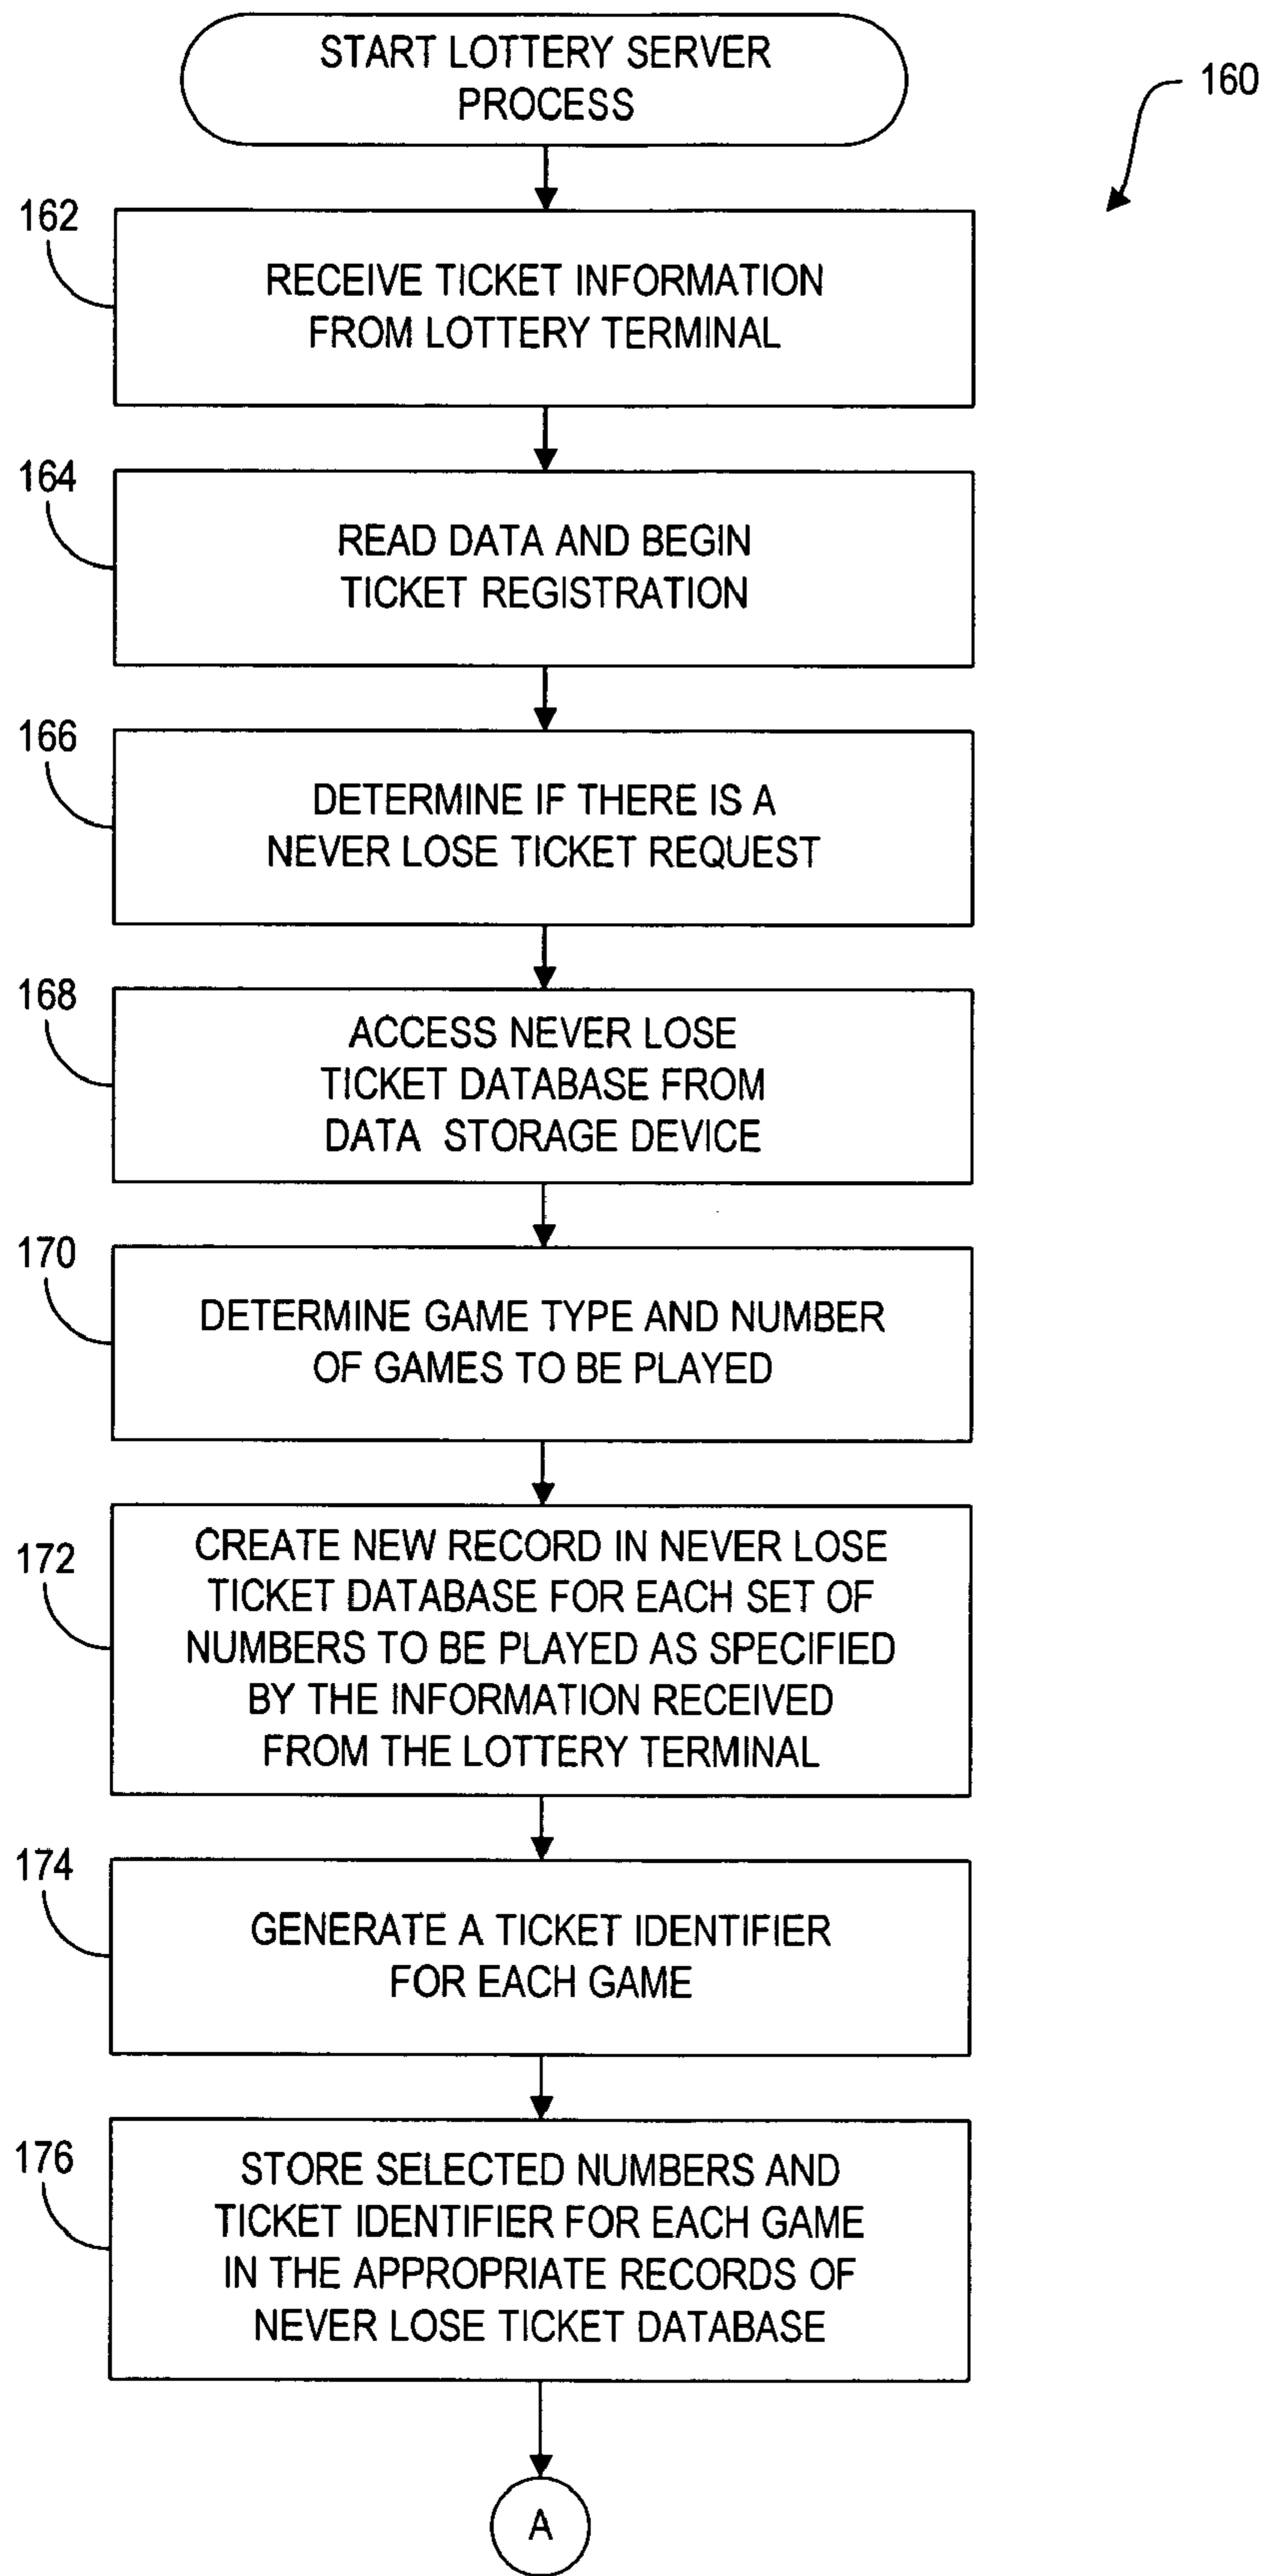 START LOTTERY SERVER
PROCESS
160
162
RECEIVE TICKET INFORMATION
FROM LOTTERY TERMINAL
164
READ DATA AND BEGIN
TICKET REGISTRATION
166
DETERMINE IF THERE IS A
NEVER LOSE TICKET REQUEST
168
ACCESS NEVER LOSE
TICKET DATABASE FROM
DATA STORAGE DEVICE
170
DETERMINE GAME TYPE AND NUMBER
OF GAMES TO BE PLAYED
172
CREATE NEW RECORD IN NEVER LOSE
TICKET DATABASE FOR EACH SET OF
NUMBERS TO BE PLAYED AS SPECIFIED
BY THE INFORMATION RECEIVED
FROM THE LOTTERY TERMINAL
174
GENERATE A TICKET IDENTIFIER
FOR EACH GAME
176
STORE SELECTED NUMBERS AND
TICKET IDENTIFIER FOR EACH GAME
IN THE APPROPRIATE RECORDS OF
NEVER LOSE TICKET DATABASE
A